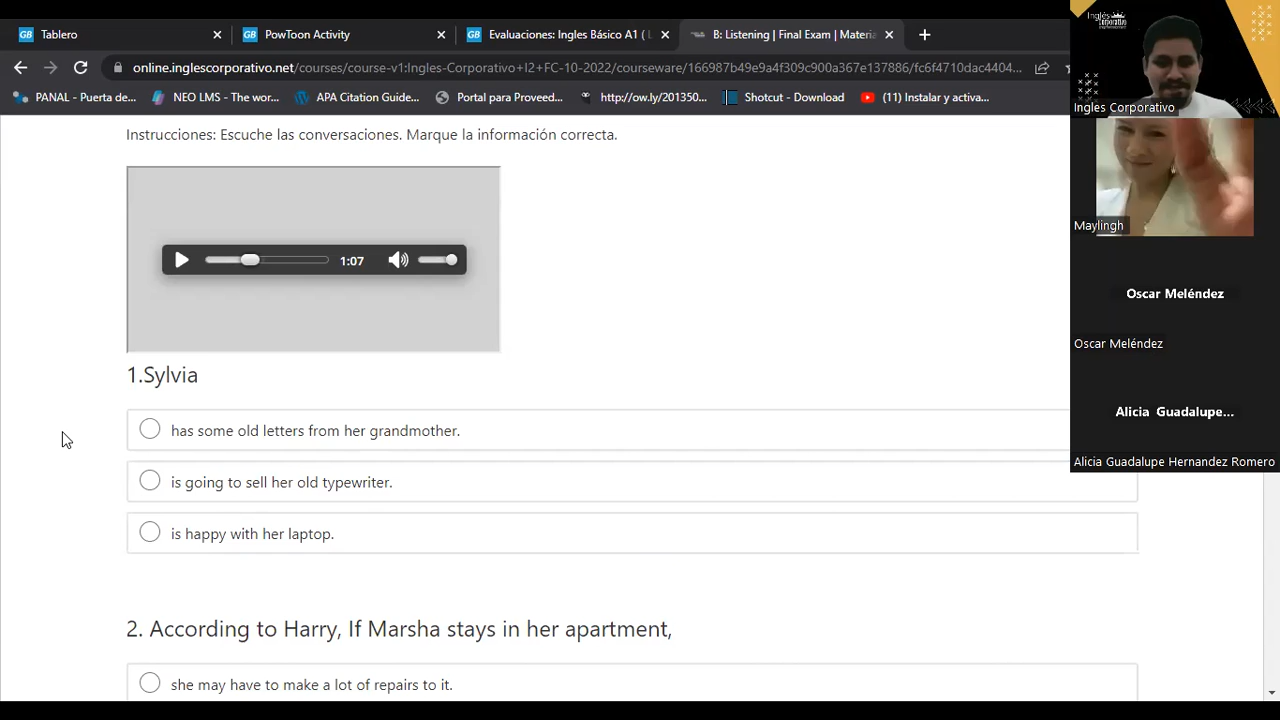 Tablero
PowToon Activity
Evaluaciones: Ingles Básico A1 ( L
B: Listening | Final Exam | Materia
online.inglescorporativo.net/courses/course-v1:Ingles-Corporativo+I2+FC-10-2022/courseware/166987b49e9a4f309c900a367e137886/fc6f4710dac4404...
PANAL - Puerta de...
NEO LMS - The wor...
APA Citation Guide...
Portal para Proveed...
http://ow.ly/201350...
Shotcut - Download
(11) Instalar y activa...
Instrucciones: Escuche las conversaciones. Marque la información correcta.
1:07
1.Sylvia
has some old letters from her grandmother.
is going to sell her old typewriter.
is happy with her laptop.
2. According to Harry, If Marsha stays in her apartment,
she may have to make a lot of repairs to it.
Inglés
Corporativo
Ingles Corporativo
Maylingh
Oscar Meléndez
Oscar Meléndez
Alicia Guadalupe...
Alicia Guadalupe Hernandez Romero